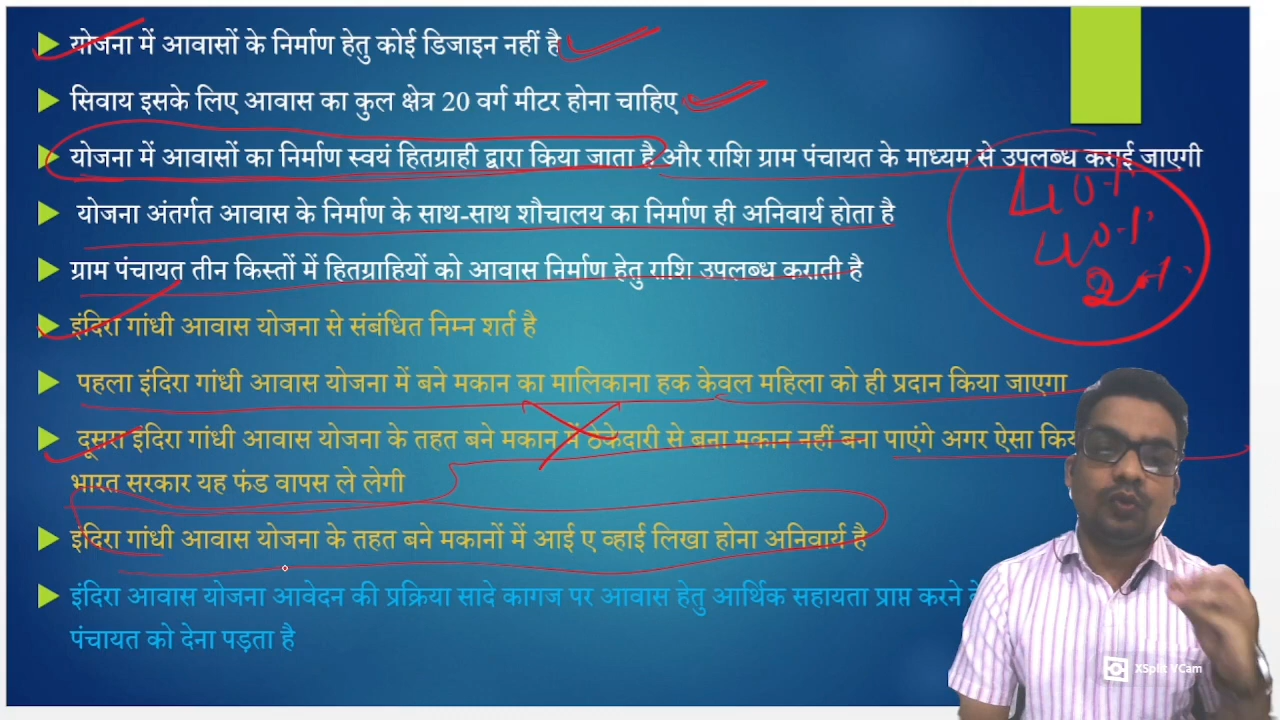 योजना में आवासों के निर्माण हेतु कोई डिजाइन नहीं है
सिवाय इसके लिए आवास का कुल क्षेत्र 20 वर्ग मीटर होना चाहिए
योजना में आवासों का निर्माण स्वयं हितग्राही द्वारा किया जाता है और राशि ग्राम पंचायत के माध्यम से उपलब्ध कराई जाएगी
40%
40%
20%
योजना अंतर्गत आवास के निर्माण के साथ-साथ शौचालय का निर्माण ही अनिवार्य होता है
ग्राम पंचायत तीन किस्तों में हितग्राहियों को आवास निर्माण हेतु राशि उपलब्ध कराती है
इंदिरा गांधी आवास योजना से संबंधित निम्न शर्त है
पहला इंदिरा गांधी आवास योजना में बने मकान का मालिकाना हक केवल महिला को ही प्रदान किया जाएगा
दूसरा इंदिरा गांधी आवास योजना के तहत बने मकान में ठेकेदारी से बना मकान नहीं बना पाएंगे अगर ऐसा
भारत सरकार यह फंड वापस ले लेगी
इंदिरा गांधी आवास योजना के तहत बने मकानों में आई ए व्हाई लिखा होना अनिवार्य है
इंदिरा आवास योजना आवेदन की प्रक्रिया सादे कागज पर आवास हेतु आर्थिक सहायता प्राप्त करने
पंचायत को देना पड़ता है
XSplit VCam